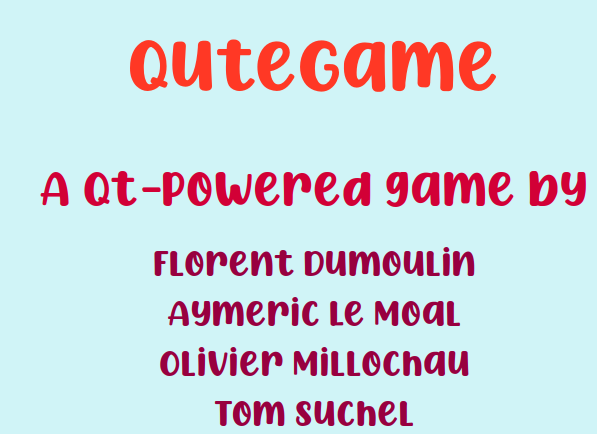 QuteGame
A Qt-powered game by
Florent Dumoulin
Aymeric Le Moal
Olivier Millochau
Tom Suchel